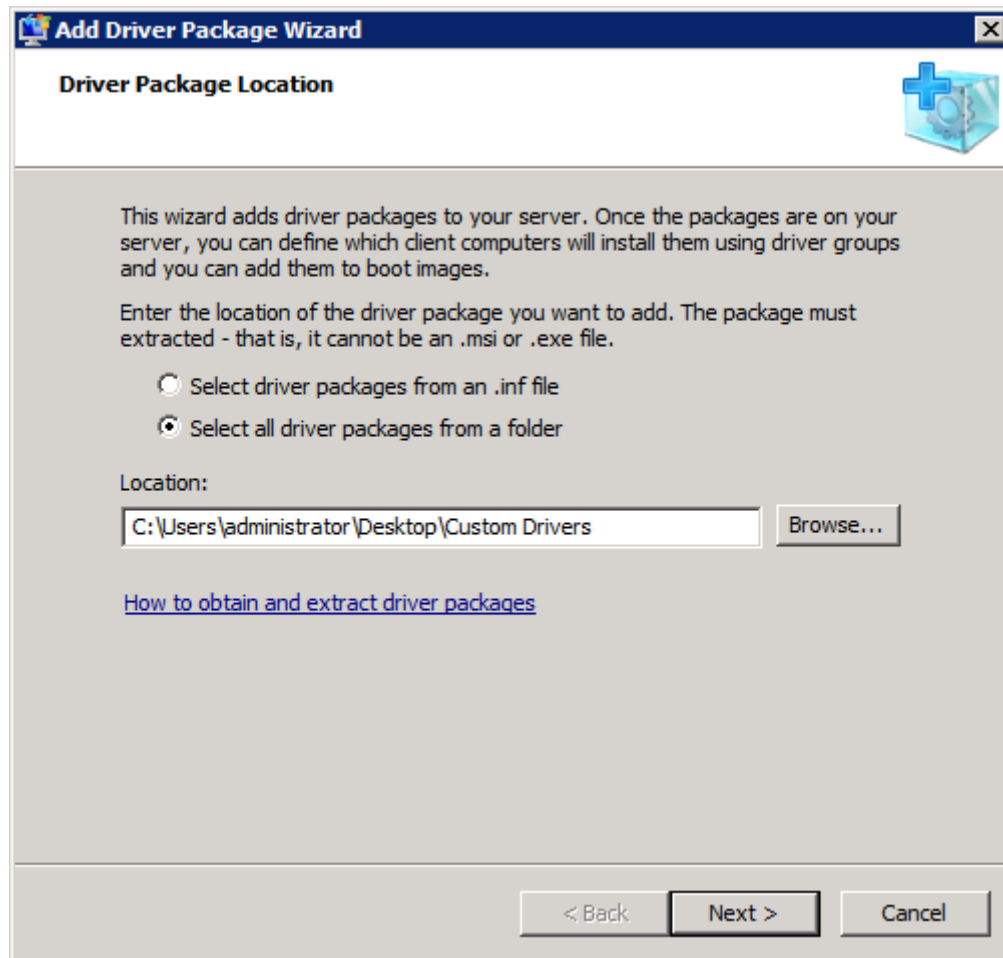 Add Driver Package Wizard
Driver Package Location
This wizard adds driver packages to your server. Once the packages are on your
server, you can define which client computers will install them using driver groups
and you can add them to boot images.
Enter the location of the driver package you want to add. The package must
extracted - that is, it cannot be an .msi or .exe file.
Select driver packages from an .inf file
Select all driver packages from a folder
Location:
C:\Users\administrator\Desktop\Custom Drivers
Browse...
How to obtain and extract driver packages
< Back
Next >
Cancel